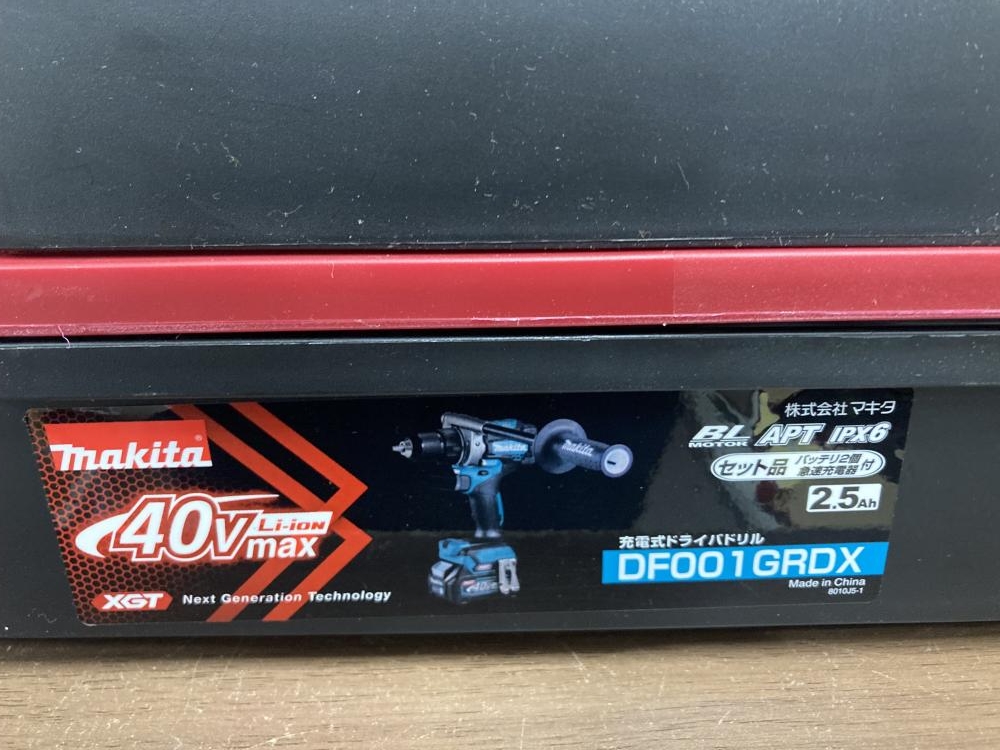 makita
40Vmax Li-ion
XGT Next Generation Technology
makita
株式会社マキタ
BL MOTOR APT IPX6
セット品 バッテリ2個 急速充電器 付
2.5Ah
充電式ドライバドリル
DF001GRDX
Made in China
8010J5-1